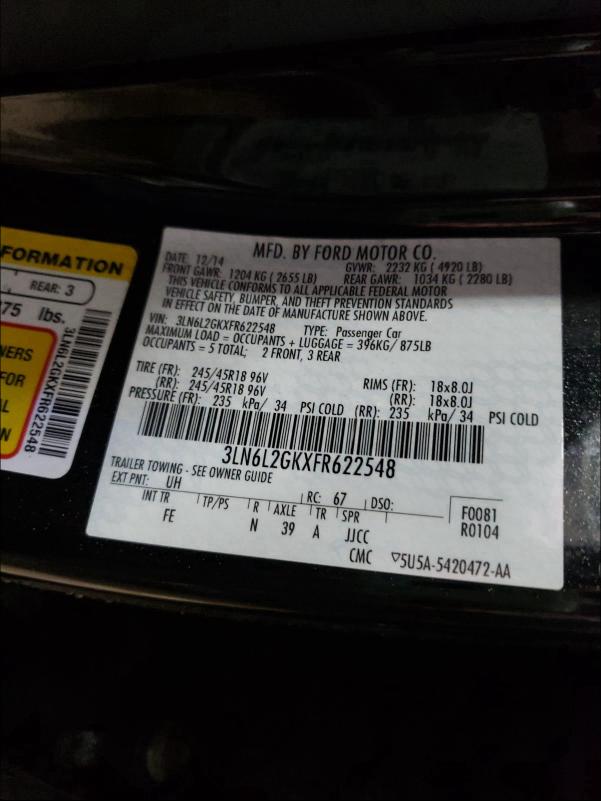 FORMATION
REAR: 3
75 lbs.
NERS
FOR
AL
N
3LN6L2GKXFR622548
MFD. BY FORD MOTOR CO.
DATE: 12/14 GVWR: 2232 KG ( 4920 LB)
FRONT GAWR: 1204 KG ( 2655 LB) REAR GAWR: 1034 KG ( 2280 LB)
THIS VEHICLE CONFORMS TO ALL APPLICABLE FEDERAL MOTOR
VEHICLE SAFETY, BUMPER, AND THEFT PREVENTION STANDARDS
IN EFFECT ON THE DATE OF MANUFACTURE SHOWN ABOVE.
VIN: 3LN6L2GKXFR622548 TYPE: Passenger Car
MAXIMUM LOAD = OCCUPANTS + LUGGAGE = 396KG/ 875LB
OCCUPANTS = 5 TOTAL; 2 FRONT, 3 REAR
TIRE (FR): 245/45R18 96V RIMS (FR): 18x8.0J
(RR): 245/45R18 96V (RR): 18x8.0J
PRESSURE (FR): 235 kPa/ 34 PSI COLD (RR): 235 kPa/ 34 PSI COLD
3LN6L2GKXFR622548
TRAILER TOWING - SEE OWNER GUIDE
EXT PNT: UH RC: 67 DSO: F0081
INT TR TP/PS R AXLE TR SPR R0104
FE N 39 A JJCC
CMC ▽5U5A-5420472-AA